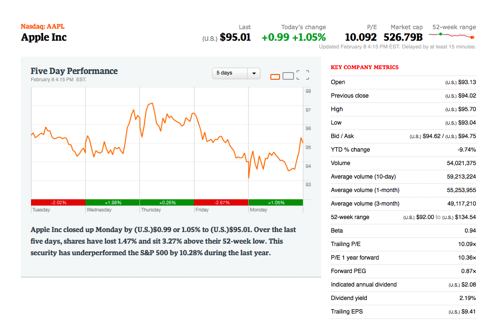 Nasdaq: AAPL
Apple Inc
Last
(U.S.) $95.01
Today's change
+0.99 +1.05%
P/E
10.092
Market cap
526.79B
52-week range
Updated February 8 4:15 PM EST. Delayed by at least 15 minutes.
Five Day Performance
February 8 4:15 PM EST.
5 days
98
95
94
83
-2.02% +1.98% +0.26% -2.67% +1.05%
Tuesday Wednesday Thursday Friday Monday
Apple Inc closed up Monday by (U.S.)$0.99 or 1.05% to (U.S.)$95.01. Over the last
five days, shares have lost 1.47% and sit 3.27% above their 52-week low. This
security has underperformed the S&P 500 by 10.28% during the last year.
KEY COMPANY METRICS
Open (U.S.) $93.13
Previous close (U.S.) $94.02
High (U.S.) $95.70
Low (U.S.) $93.04
Bid / Ask (U.S.) $94.62 / (U.S.) $94.75
YTD % change -9.74%
Volume 54,021,375
Average volume (10-day) 59,213,224
Average volume (1-month) 55,253,955
Average volume (3-month) 49,117,210
52-week range (U.S.) $92.00 to (U.S.) $134.54
Beta 0.94
Trailing P/E 10.09×
P/E 1 year forward 10.36×
Forward PEG 0.87×
Indicated annual dividend (U.S.) $2.08
Dividend yield 2.19%
Trailing EPS (U.S.) $9.41